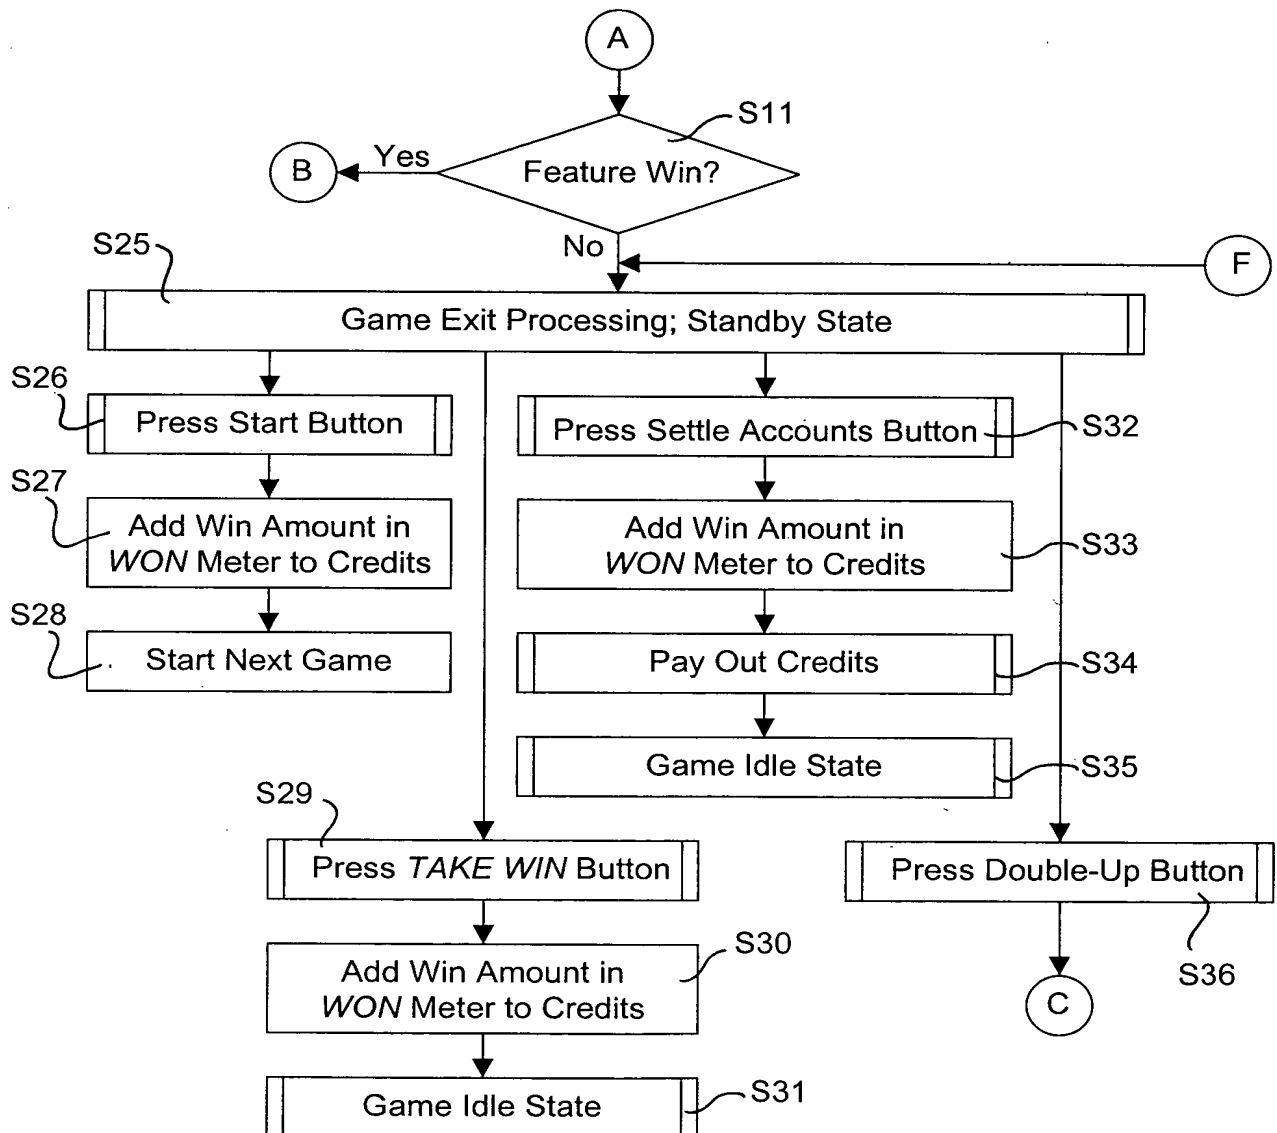 A
S11
B
Yes
Feature Win?
No
F
S25
Game Exit Processing; Standby State
S26
Press Start Button
Press Settle Accounts Button
S32
S27
Add Win Amount in
WON Meter to Credits
Add Win Amount in
WON Meter to Credits
S33
S28
Start Next Game
Pay Out Credits
S34
Game Idle State
S35
S29
Press TAKE WIN Button
Press Double-Up Button
S36
S30
Add Win Amount in
WON Meter to Credits
C
Game Idle State
S31